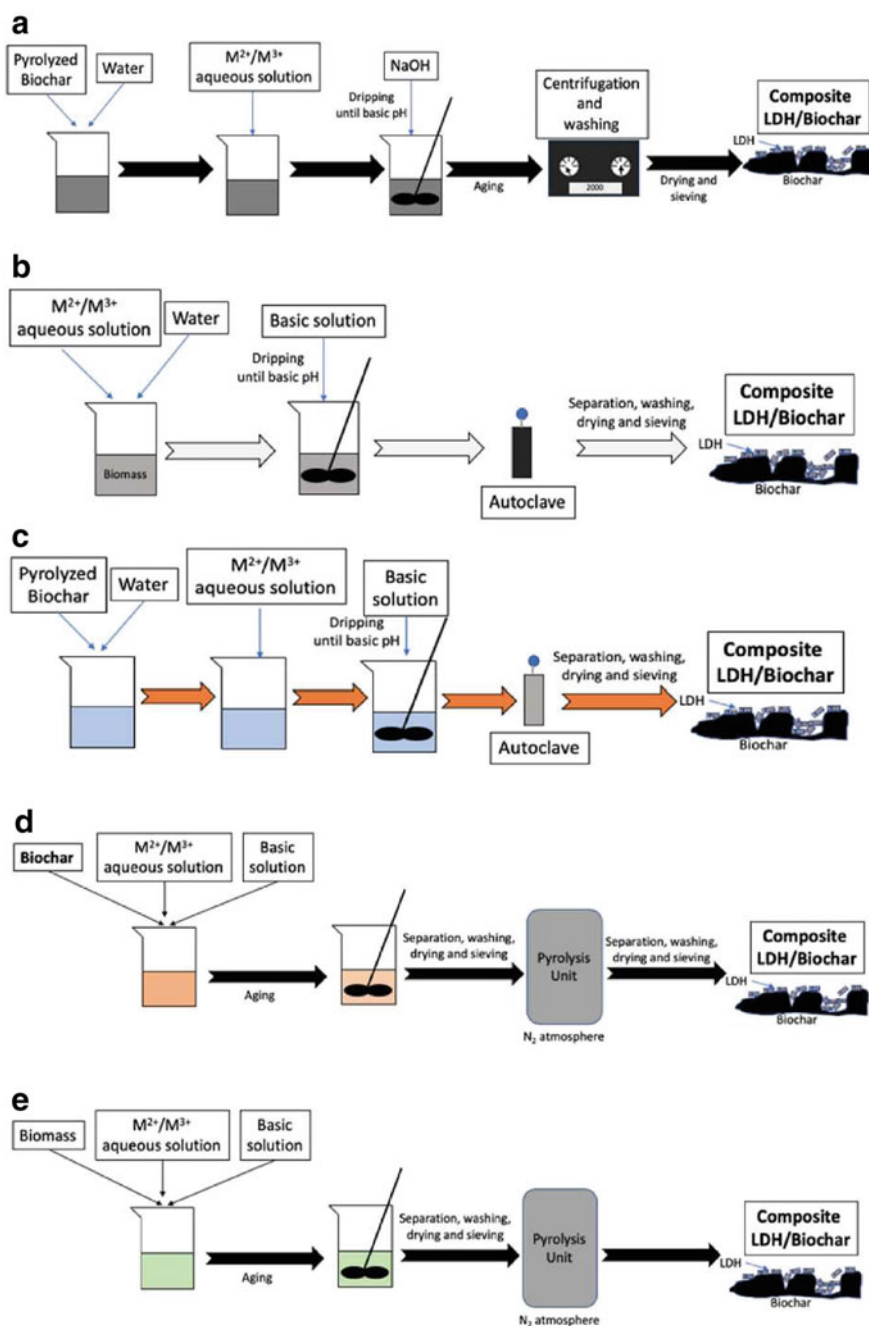 a
Pyrolyzed
Biochar
Water
M²⁺/M³⁺
aqueous solution
NaOH
Dripping
until basic pH
Aging
Centrifugation
and
washing
2000
Drying and
sieving
Composite
LDH/Biochar
LDH
Biochar
b
M²⁺/M³⁺
aqueous solution
Water
Biomass
Basic solution
Dripping
until basic pH
Autoclave
Separation, washing,
drying and sieving
Composite
LDH/Biochar
LDH
Biochar
c
Pyrolyzed
Biochar
Water
M²⁺/M³⁺
aqueous solution
Basic
solution
Dripping
until basic pH
Autoclave
Separation, washing,
drying and sieving
Composite
LDH/Biochar
LDH
Biochar
d
Biochar
M²⁺/M³⁺
aqueous solution
Basic
solution
Aging
Separation, washing,
drying and sieving
Pyrolysis
Unit
N₂ atmosphere
Separation, washing,
drying and sieving
Composite
LDH/Biochar
LDH
Biochar
e
Biomass
M²⁺/M³⁺
aqueous solution
Basic
solution
Aging
Separation, washing,
drying and sieving
Pyrolysis
Unit
N₂ atmosphere
Composite
LDH/Biochar
LDH
Biochar